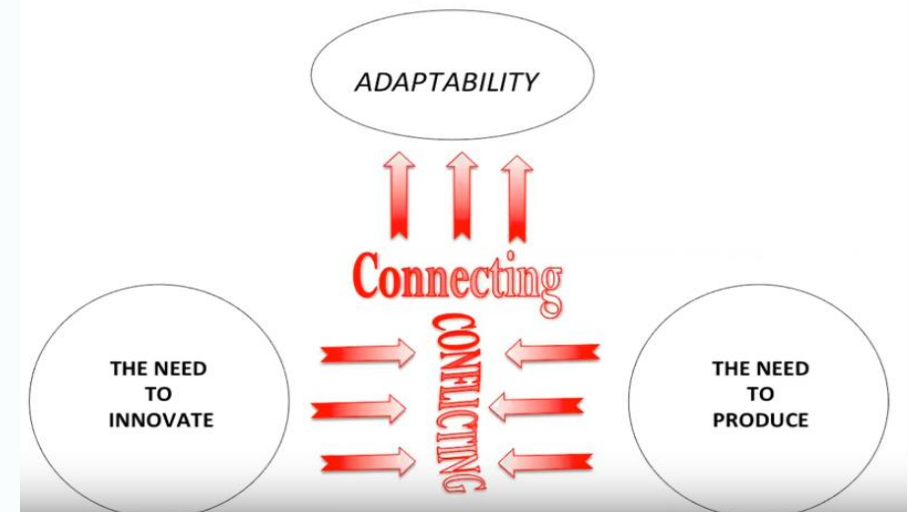 ADAPTABILITY
Connecting
CONFLICTING
THE NEED
TO
INNOVATE
THE NEED
TO
PRODUCE